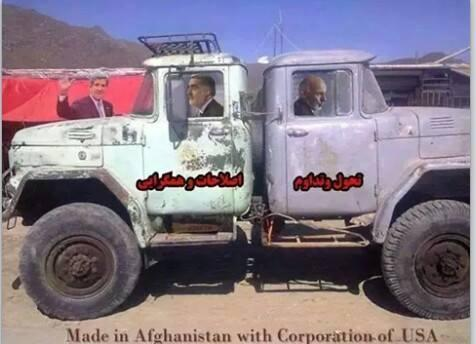 تحول وتداوم
اصلاحات و همگرایی
Made in Afghanistan with Corporation of USA